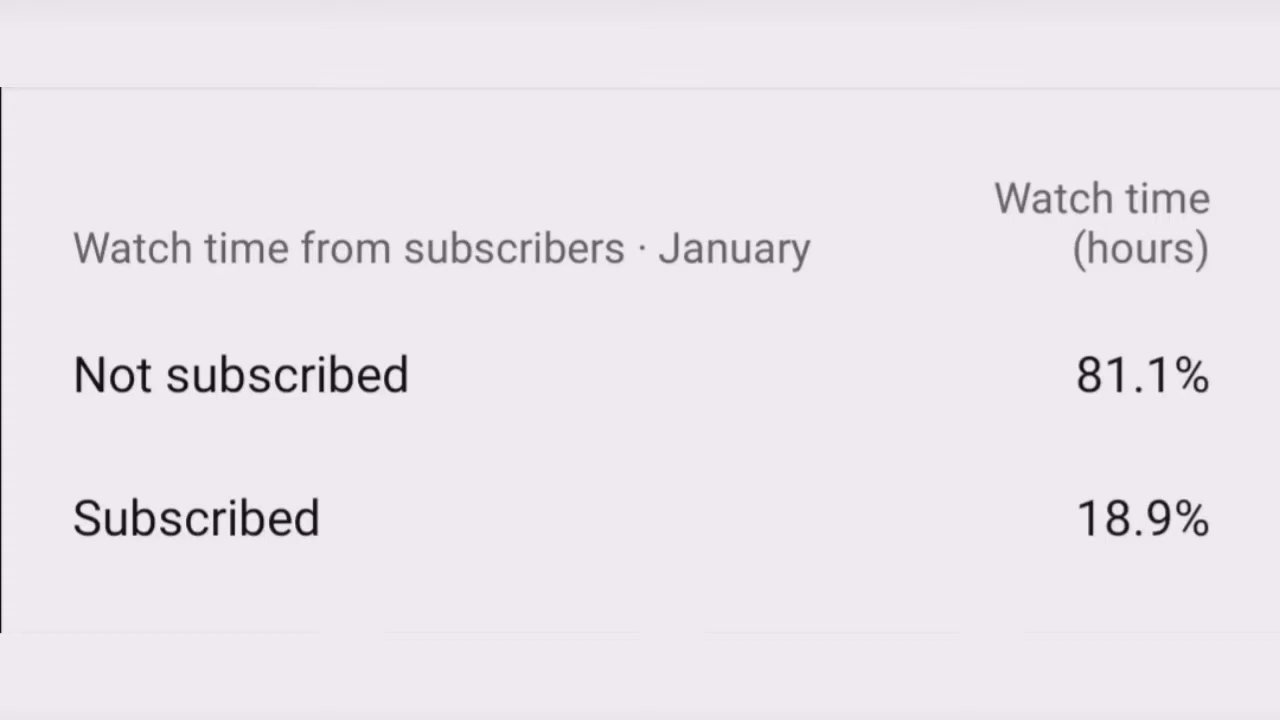 Watch time
(hours)
Watch time from subscribers · January
Not subscribed 81.1%
Subscribed 18.9%